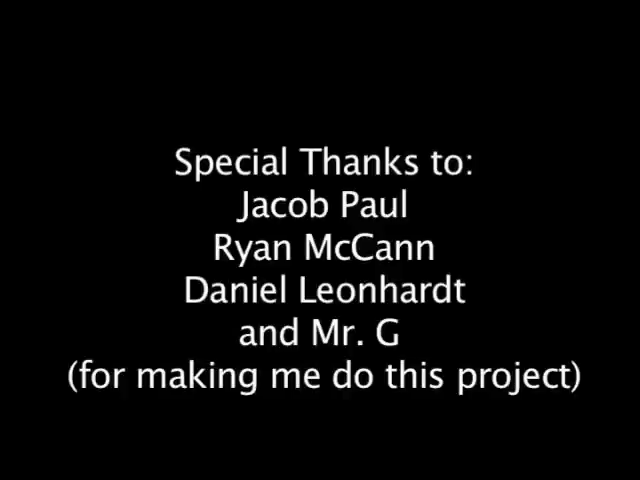 Special Thanks to:
Jacob Paul
Ryan McCann
Daniel Leonhardt
and Mr. G
(for making me do this project)